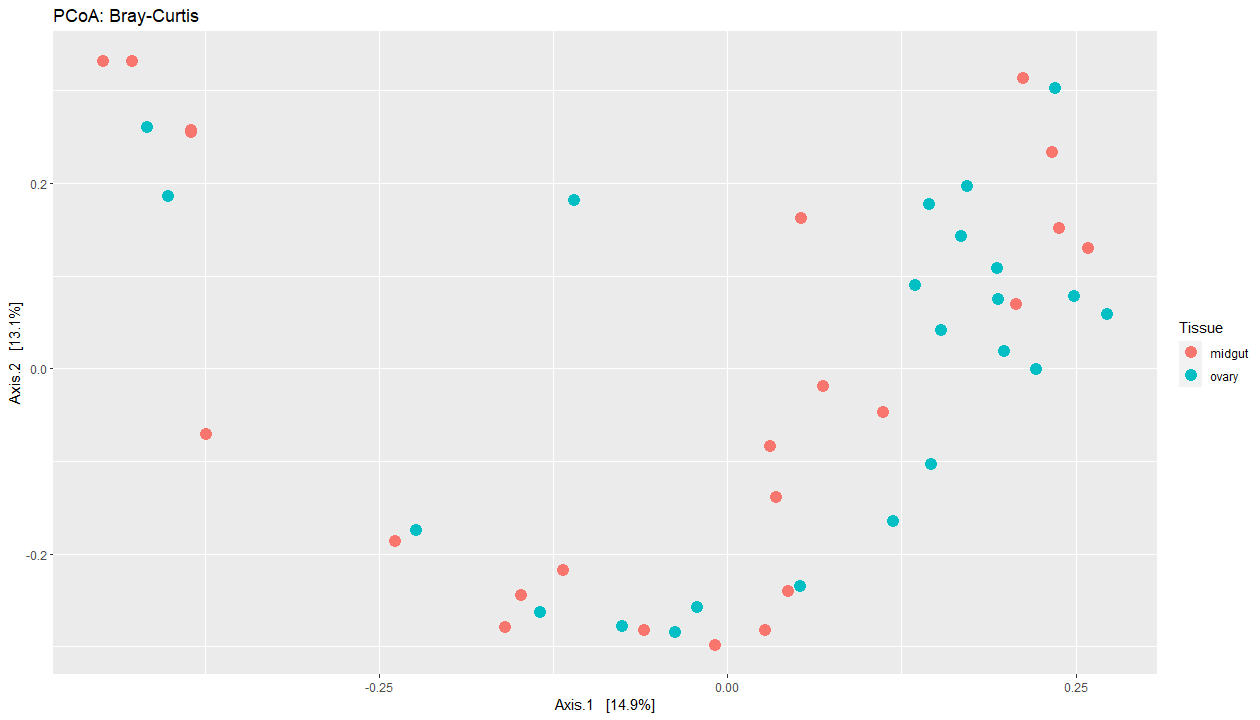 PCoA: Bray-Curtis
Axis.2 [13.1%]
0.2
0.0
-0.2
-0.25
0.00
0.25
Axis.1 [14.9%]
Tissue
midgut
ovary